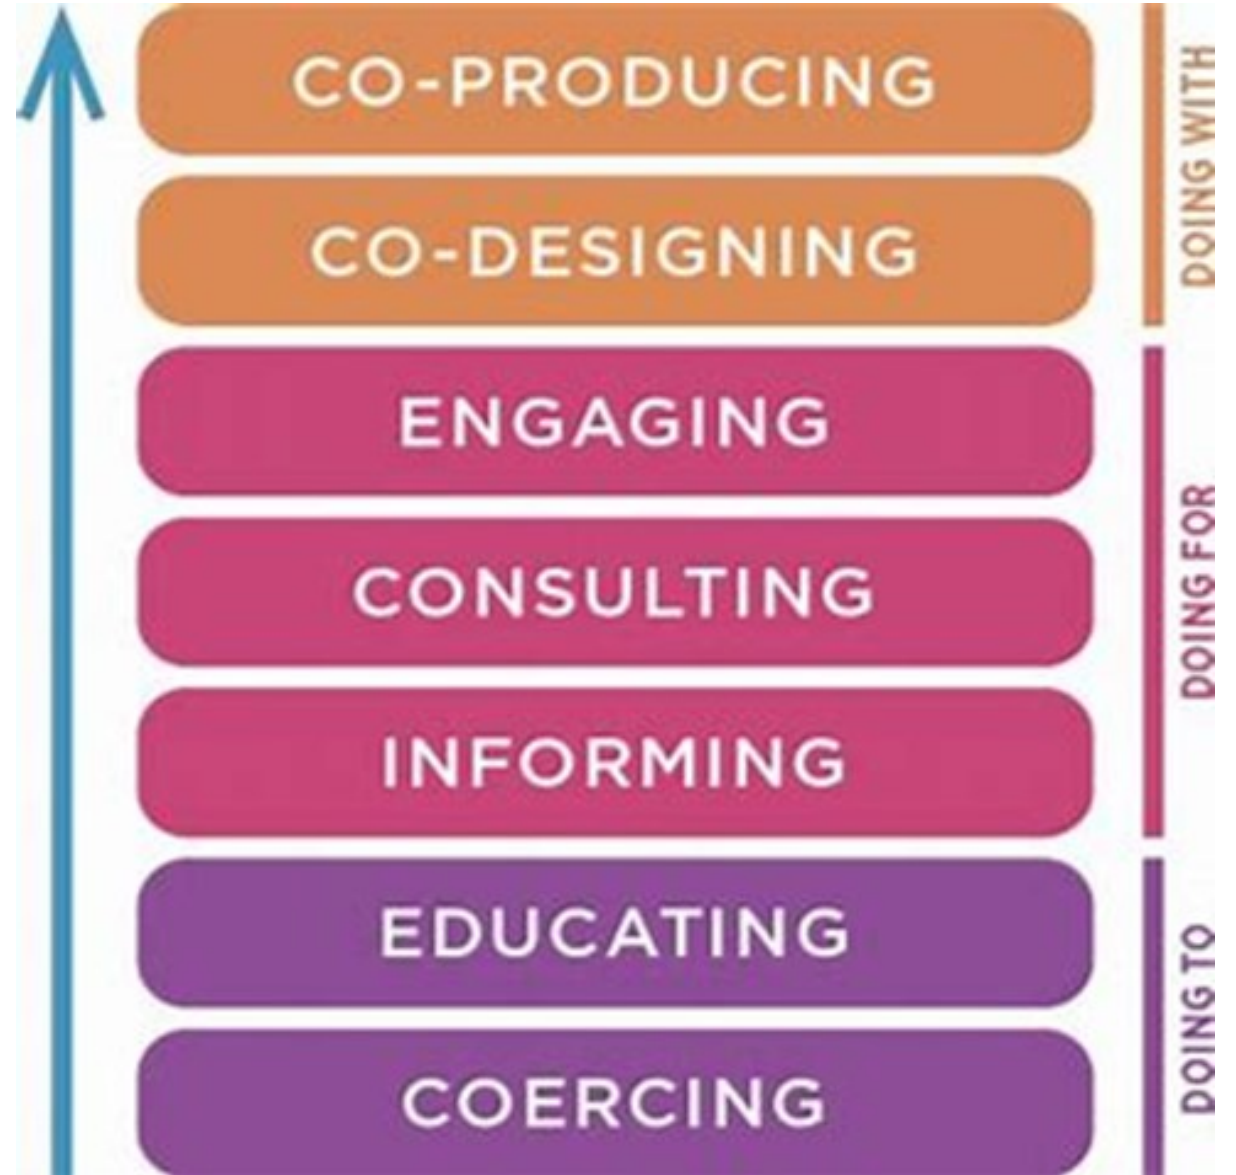 CO-PRODUCING
CO-DESIGNING
DOING WITH
ENGAGING
CONSULTING
INFORMING
DOING FOR
EDUCATING
COERCING
DOING TO